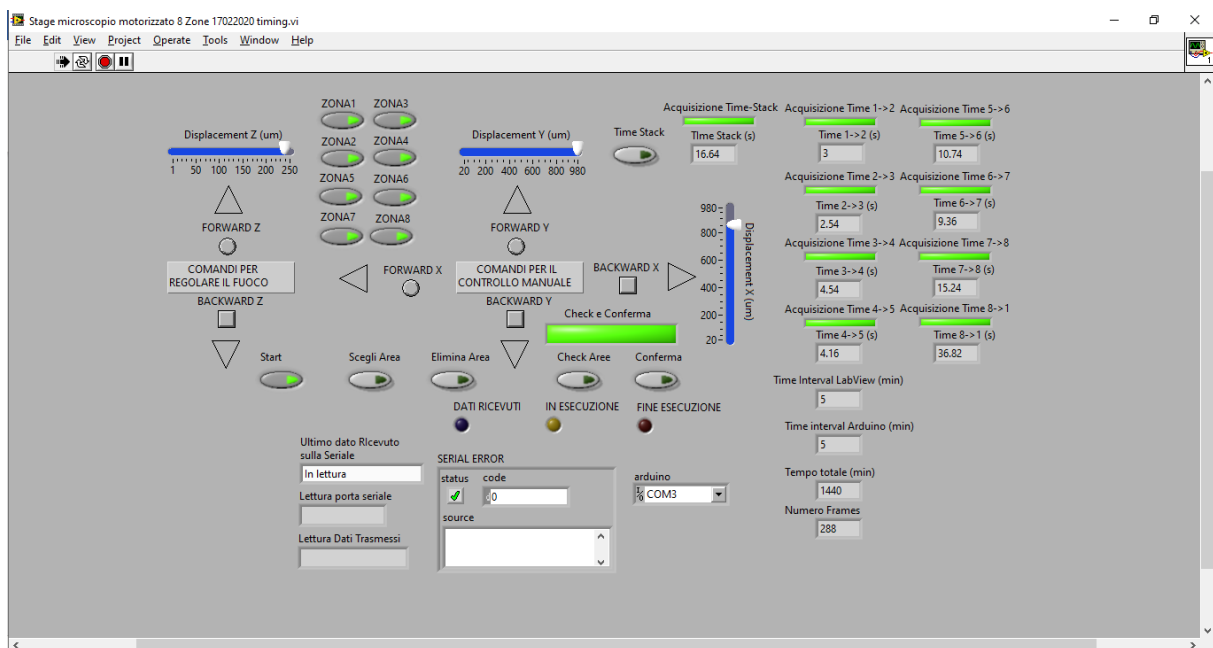 Stage microscopio motorizzato 8 Zone 17022020 timing.vi
File Edit View Project Operate Tools Window Help
1
ZONA1 ZONA3
ZONA2 ZONA4
ZONA5 ZONA6
ZONA7 ZONA8
Displacement Z (um)
1 50 100 150 200 250
FORWARD Z
COMANDI PER
REGOLARE IL FUOCO
BACKWARD Z
FORWARD X
Displacement Y (um)
20 200 400 600 800 980
FORWARD Y
COMANDI PER IL
CONTROLLO MANUALE
BACKWARD Y
BACKWARD X
Time Stack
Acquisizione Time-Stack
TIme Stack (s)
16.64
980
800
600
400
200
20
Displacement X (um)
Check e Conferma
Start
Scegli Area
Elimina Area
Check Aree
Conferma
DATI RICEVUTI
IN ESECUZIONE
FINE ESECUZIONE
Acquisizione Time 1->2 Acquisizione Time 5->6
Time 1->2 (s) Time 5->6 (s)
3 10.74
Acquisizione Time 2->3 Acquisizione Time 6->7
Time 2->3 (s) Time 6->7 (s)
2.54 9.36
Acquisizione Time 3->4 Acquisizione Time 7->8
Time 3->4 (s) Time 7->8 (s)
4.54 15.24
Acquisizione Time 4->5 Acquisizione Time 8->1
Time 4->5 (s) Time 8->1 (s)
4.16 36.82
Time Interval LabView (min)
5
Time interval Arduino (min)
5
Tempo totale (min)
1440
Numero Frames
288
Ultimo dato RIcevuto
sulla Seriale
In lettura
Lettura porta seriale
Lettura Dati Trasmessi
SERIAL ERROR
status code
d0
source
arduino
I/0 COM3